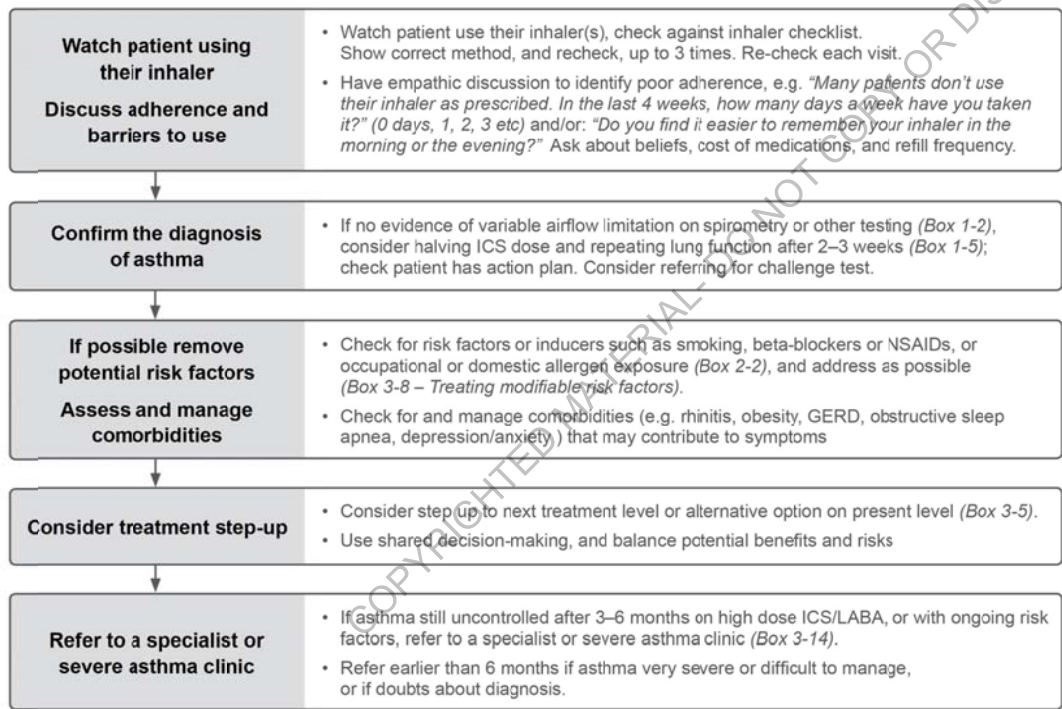 Watch patient using
their inhaler
Discuss adherence and
barriers to use
• Watch patient use their inhaler(s), check against inhaler checklist.
Show correct method, and recheck, up to 3 times. Re-check each visit.
• Have empathic discussion to identify poor adherence, e.g. “Many patients don’t use
their inhaler as prescribed. In the last 4 weeks, how many days a week have you taken
it?” (0 days, 1, 2, 3 etc) and/or: “Do you find it easier to remember your inhaler in the
morning or the evening?” Ask about beliefs, cost of medications, and refill frequency.
Confirm the diagnosis
of asthma
• If no evidence of variable airflow limitation on spirometry or other testing (Box 1-2),
consider halving ICS dose and repeating lung function after 2–3 weeks (Box 1-5);
check patient has action plan. Consider referring for challenge test.
If possible remove
potential risk factors
Assess and manage
comorbidities
• Check for risk factors or inducers such as smoking, beta-blockers or NSAIDs, or
occupational or domestic allergen exposure (Box 2-2), and address as possible
(Box 3-8 – Treating modifiable risk factors).
• Check for and manage comorbidities (e.g. rhinitis, obesity, GERD, obstructive sleep
apnea, depression/anxiety ) that may contribute to symptoms
Consider treatment step-up
• Consider step up to next treatment level or alternative option on present level (Box 3-5).
• Use shared decision-making, and balance potential benefits and risks
Refer to a specialist or
severe asthma clinic
• If asthma still uncontrolled after 3–6 months on high dose ICS/LABA, or with ongoing risk
factors, refer to a specialist or severe asthma clinic (Box 3-14).
• Refer earlier than 6 months if asthma very severe or difficult to manage,
or if doubts about diagnosis.
COPYRIGHTED MATERIAL- DO NOT COPY OR DIS